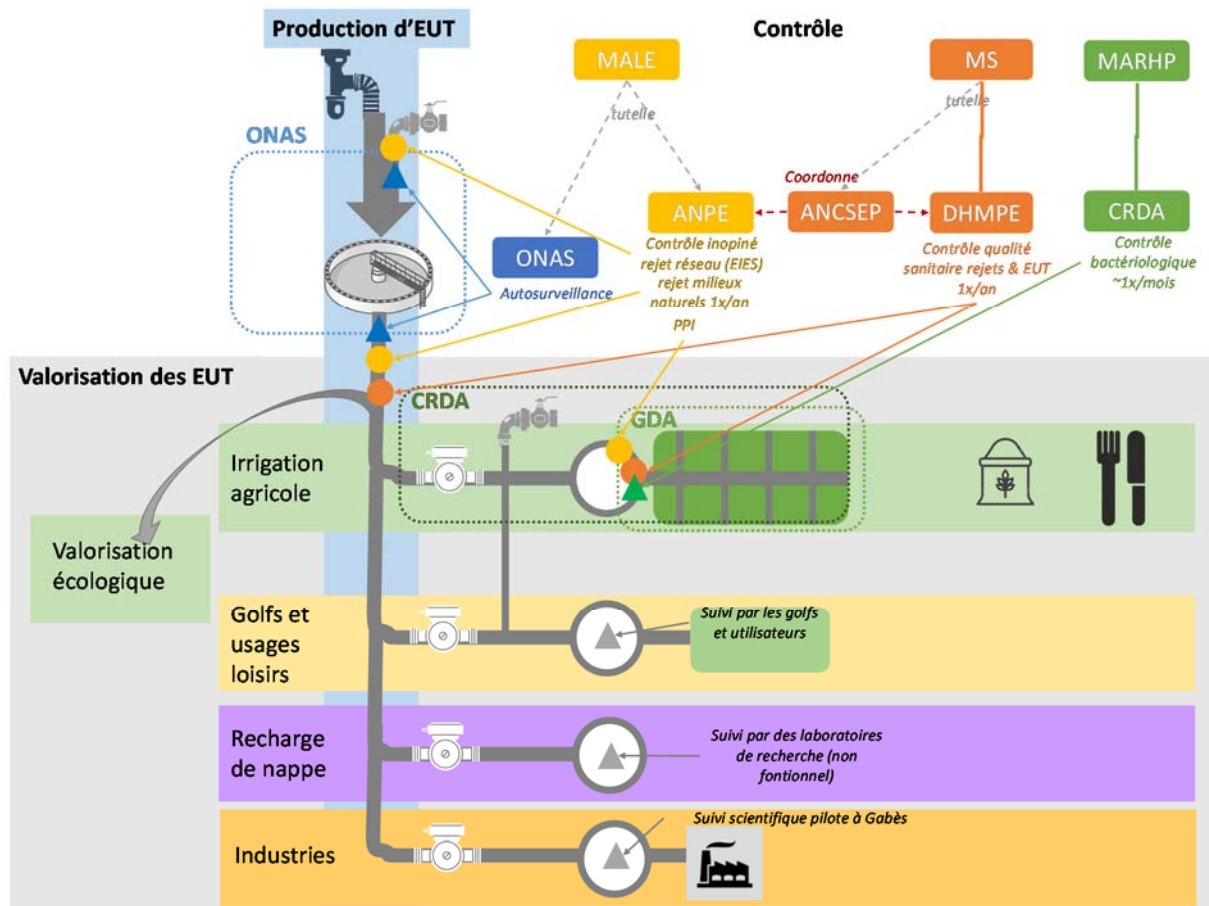 Production d'EUT
Contrôle
MALE
MS
MARHP
tutelle
tutelle
ONAS
Coordonne
ANPE
ANCSEP
DHMPE
CRDA
ONAS
Autosurveillance
Contrôle inopiné
rejet réseau (EIES)
rejet milieux
naturels 1x/an
PPI
Contrôle qualité
sanitaire rejets & EUT
1x/an
Contrôle
bactériologique
~1x/mois
Valorisation des EUT
CRDA
GDA
Irrigation
agricole
Valorisation
écologique
Golfs et
usages
loisirs
Suivi par les golfs
et utilisateurs
Recharge
de nappe
Suivi par des laboratoires
de recherche (non
fontionnel)
Industries
Suivi scientifique pilote à Gabès